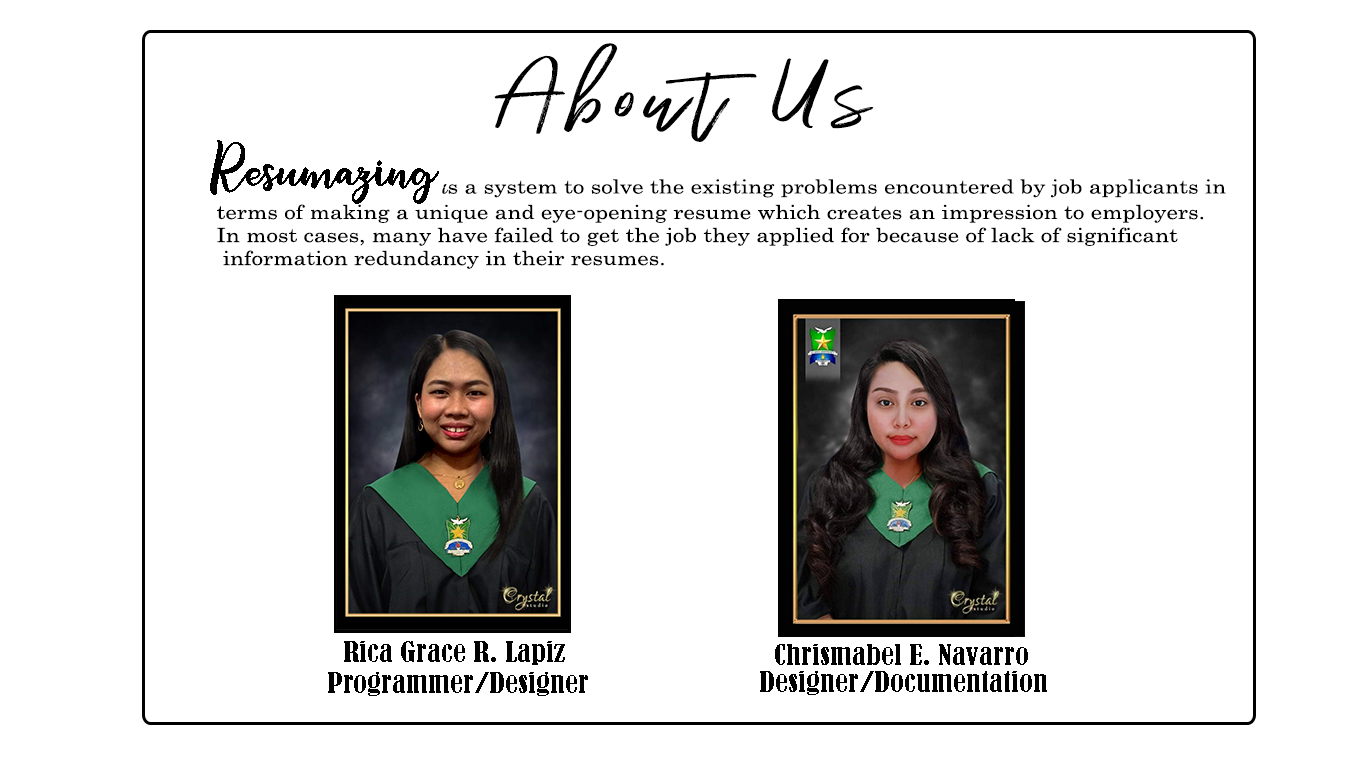 About Us
Resumazing is a system to solve the existing problems encountered by job applicants in
terms of making a unique and eye-opening resume which creates an impression to employers.
In most cases, many have failed to get the job they applied for because of lack of significant
information redundancy in their resumes.
Crystal
studio
Crystal
studio
Rica Grace R. Lapiz
Programmer/Designer
Chrismabel E. Navarro
Designer/Documentation